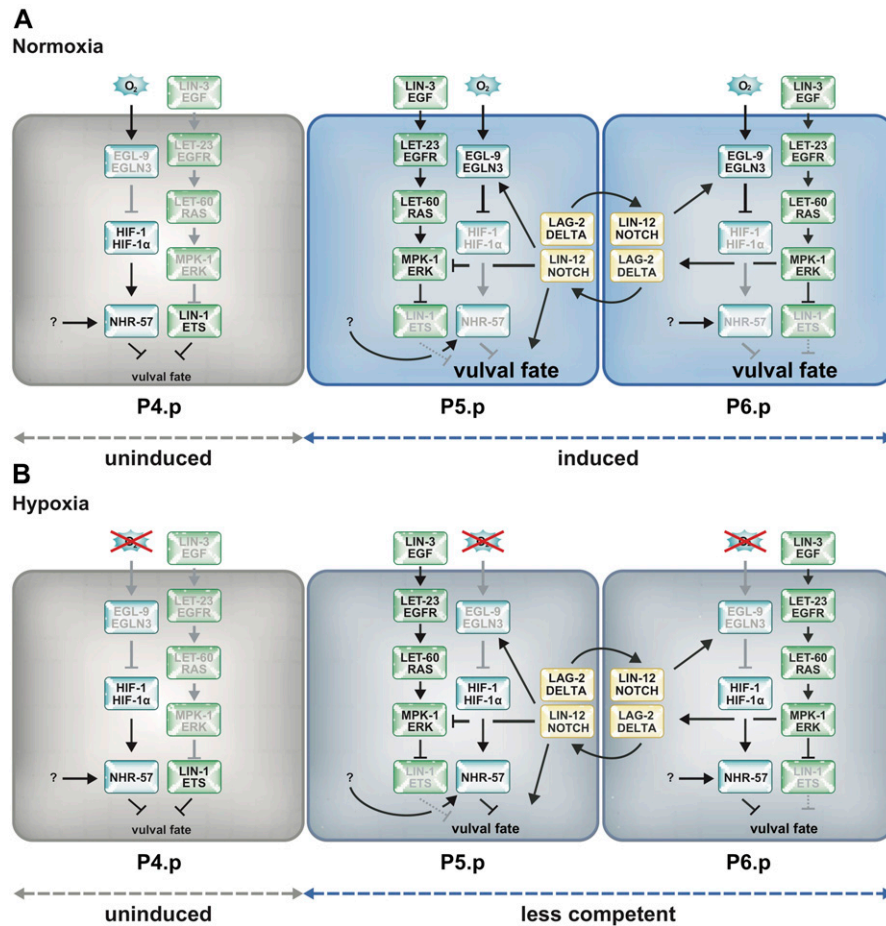 A
Normoxia
O₂
LIN-3
EGF
EGL-9
EGLN3
LET-23
EGFR
LET-60
RAS
HIF-1
HIF-1α
MPK-1
ERK
?
NHR-57
LIN-1
ETS
vulval fate
P4.p
LIN-3
EGF
O₂
LET-23
EGFR
EGL-9
EGLN3
LET-60
RAS
HIF-1
HIF-1α
LAG-2
DELTA
MPK-1
ERK
LIN-12
NOTCH
?
LIN-1
ETS
NHR-57
vulval fate
P5.p
O₂
LIN-3
EGF
EGL-9
EGLN3
LET-23
EGFR
LET-60
RAS
LIN-12
NOTCH
HIF-1
HIF-1α
LAG-2
DELTA
MPK-1
ERK
?
NHR-57
LIN-1
ETS
vulval fate
P6.p
uninduced
induced
B
Hypoxia
O₂
LIN-3
EGF
EGL-9
EGLN3
LET-23
EGFR
LET-60
RAS
HIF-1
HIF-1α
MPK-1
ERK
?
NHR-57
LIN-1
ETS
vulval fate
P4.p
LIN-3
EGF
O₂
LET-23
EGFR
EGL-9
EGLN3
LET-60
RAS
HIF-1
HIF-1α
LAG-2
DELTA
MPK-1
ERK
LIN-12
NOTCH
?
LIN-1
ETS
NHR-57
vulval fate
P5.p
O₂
LIN-3
EGF
EGL-9
EGLN3
LET-23
EGFR
LET-60
RAS
LIN-12
NOTCH
HIF-1
HIF-1α
LAG-2
DELTA
MPK-1
ERK
?
NHR-57
LIN-1
ETS
vulval fate
P6.p
uninduced
less competent